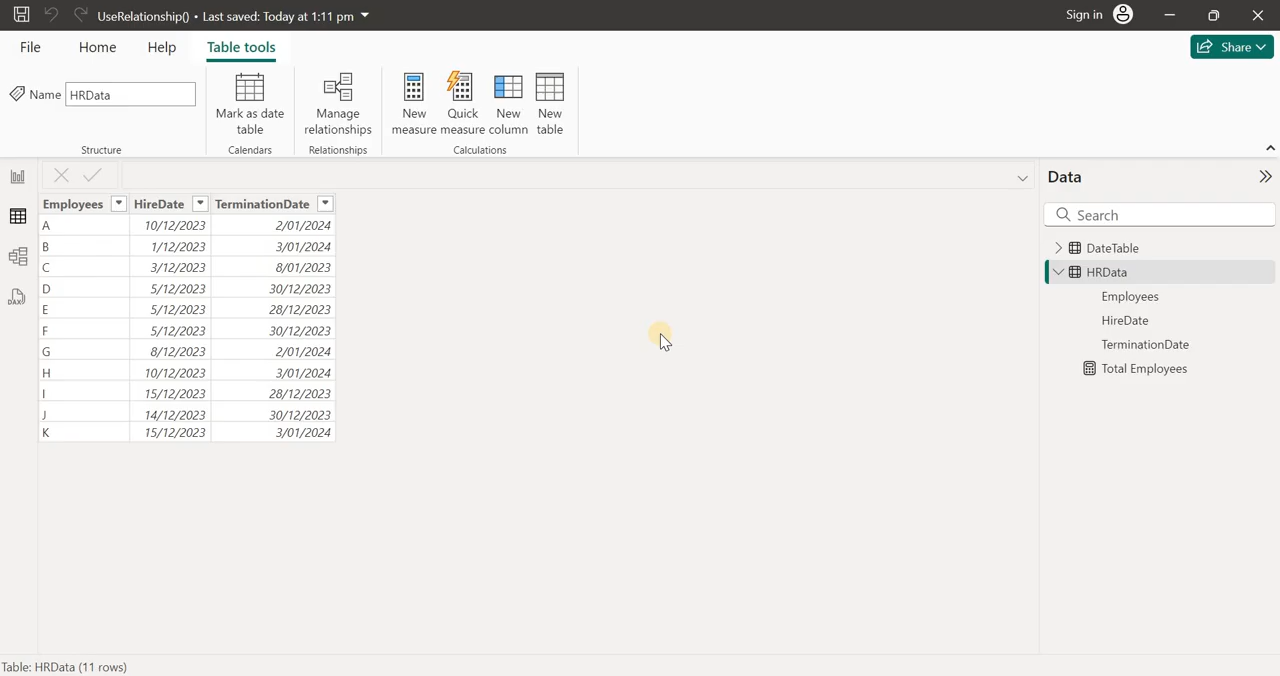 UseRelationship() • Last saved: Today at 1:11 pm
Sign in
File Home Help Table tools
Share
Name HRData
Mark as date table
Manage relationships
New measure
Quick measure
New column
New table
Structure
Calendars
Relationships
Calculations
Data
Search
DateTable
HRData
Employees
HireDate
TerminationDate
Total Employees
DAX
Employees HireDate TerminationDate
A 10/12/2023 2/01/2024
B 1/12/2023 3/01/2024
C 3/12/2023 8/01/2023
D 5/12/2023 30/12/2023
E 5/12/2023 28/12/2023
F 5/12/2023 30/12/2023
G 8/12/2023 2/01/2024
H 10/12/2023 3/01/2024
I 15/12/2023 28/12/2023
J 14/12/2023 30/12/2023
K 15/12/2023 3/01/2024
Table: HRData (11 rows)